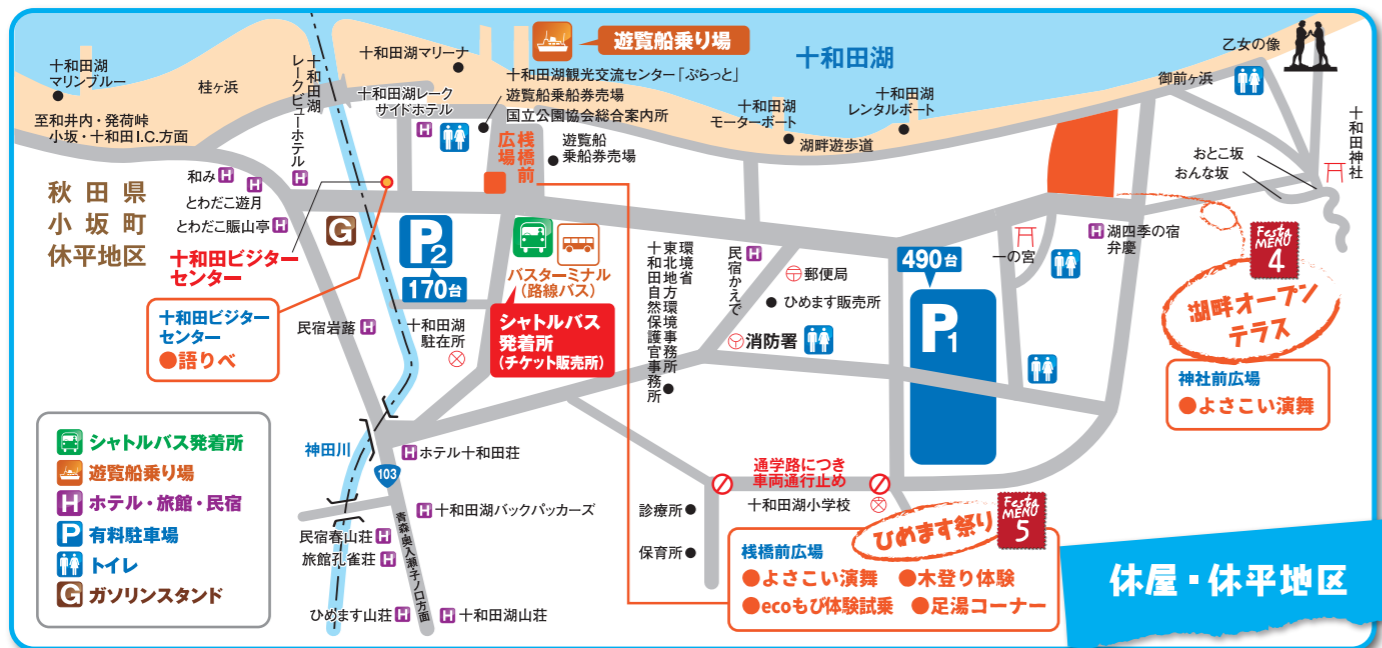 遊覧船乗り場
十和田湖
乙女の像
御前ヶ浜
十和田神社
おとこ坂
おんな坂
十和田湖
マリンブルー
桂ヶ浜
至和井内・発荷峠
小坂・十和田I.C.方面
十和田湖
レークビューホテル
十和田湖マリーナ
十和田湖レーク
サイドホテル
十和田湖観光交流センター「ぷらっと」
遊覧船乗船券売場
国立公園協会総合案内所
桟橋前
広場
遊覧船
乗船券売場
十和田湖
モーターボート
湖畔遊歩道
十和田湖
レンタルボート
秋田県
小坂町
休平地区
和み H
とわだこ遊月
とわだこ賑山亭 H
H
H
H
十和田ビジター
センター
十和田ビジター
センター
●語りべ
G
P2
170台
バスターミナル
(路線バス)
シャトルバス
発着所
(チケット販売所)
十和田湖
駐在所
民宿岩蕗 H
環境省
東北地方環境事務所
十和田自然保護官事務所
民宿かえで
H
郵便局
ひめます販売所
消防署
490台
P1
一の宮
H 湖四季の宿
弁慶
Festa
MENU
4
湖畔オープン
テラス
神社前広場
●よさこい演舞
神田川
103
H ホテル十和田荘
H 十和田湖バックパッカーズ
青森・奥入瀬・子ノ口方面
民宿春山荘 H
旅館孔雀荘 H
ひめます山荘 H
H 十和田湖山荘
通学路につき
車両通行止め
十和田湖小学校
診療所
保育所
ひめます祭り
Festa
MENU
5
桟橋前広場
●よさこい演舞 ●木登り体験
●ecoもび体験試乗 ●足湯コーナー
シャトルバス発着所
遊覧船乗り場
H ホテル・旅館・民宿
P 有料駐車場
トイレ
G ガソリンスタンド
休屋・休平地区